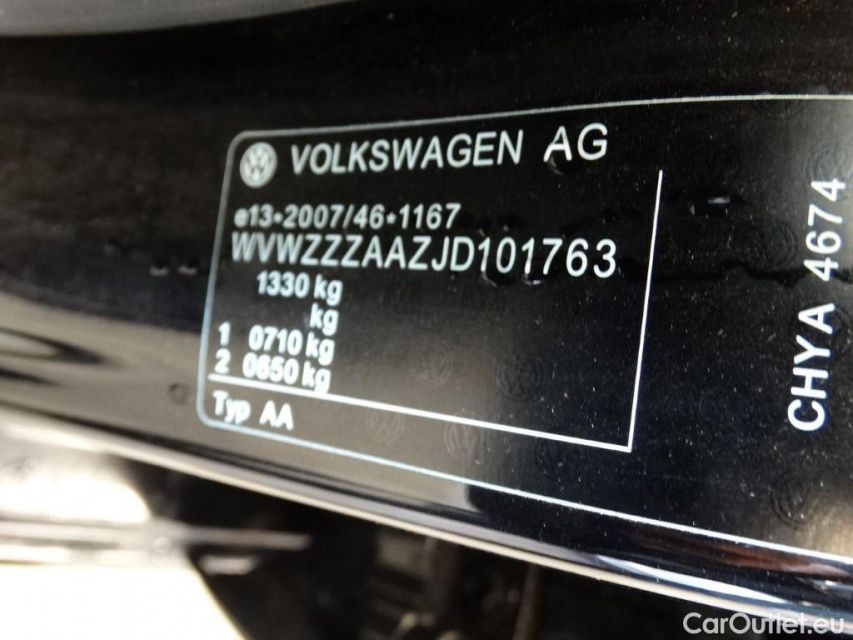 VOLKSWAGEN AG
e13*2007/46*1167
WVWZZZAAZJD101763
1330 kg
kg
1 0710 kg
2 0650 kg
Typ AA
CHYA 4674
CarOutlet.eu